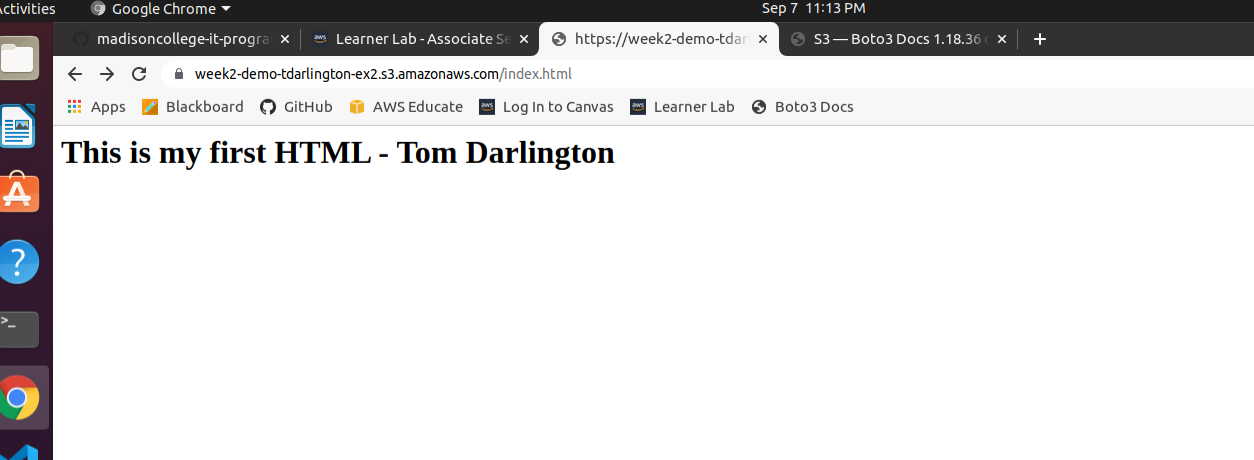 ctivities Google Chrome Sep 7 11:13 PM
madisoncollege-it-progra Learner Lab - Associate Se https://week2-demo-tdar S3 — Boto3 Docs 1.18.36
week2-demo-tdarlington-ex2.s3.amazonaws.com/index.html
Apps Blackboard GitHub AWS Educate Log In to Canvas Learner Lab Boto3 Docs
This is my first HTML - Tom Darlington